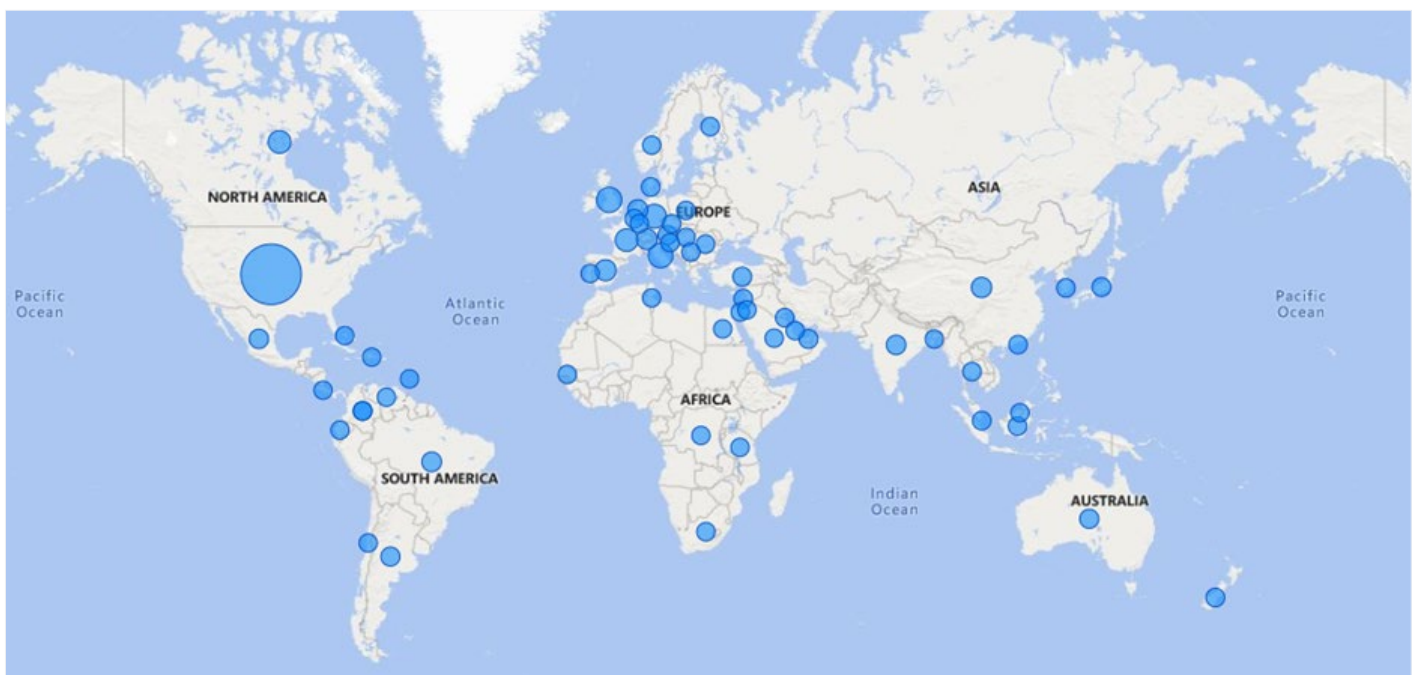 NORTH AMERICA
ASIA
EUROPE
Pacific
Ocean
Atlantic
Ocean
Pacific
Ocean
AFRICA
SOUTH AMERICA
Indian
Ocean
AUSTRALIA